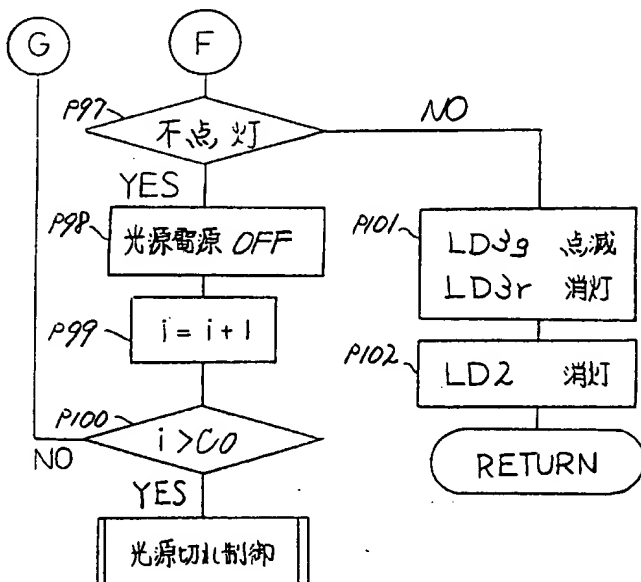 G
F
P97
不点灯
NO
YES
P98
光源電源 OFF
P101
LD3g 点滅
LD3r 消灯
P99
i = i + 1
P102
LD2 消灯
P100
i > C0
NO
YES
RETURN
光源切れ制御